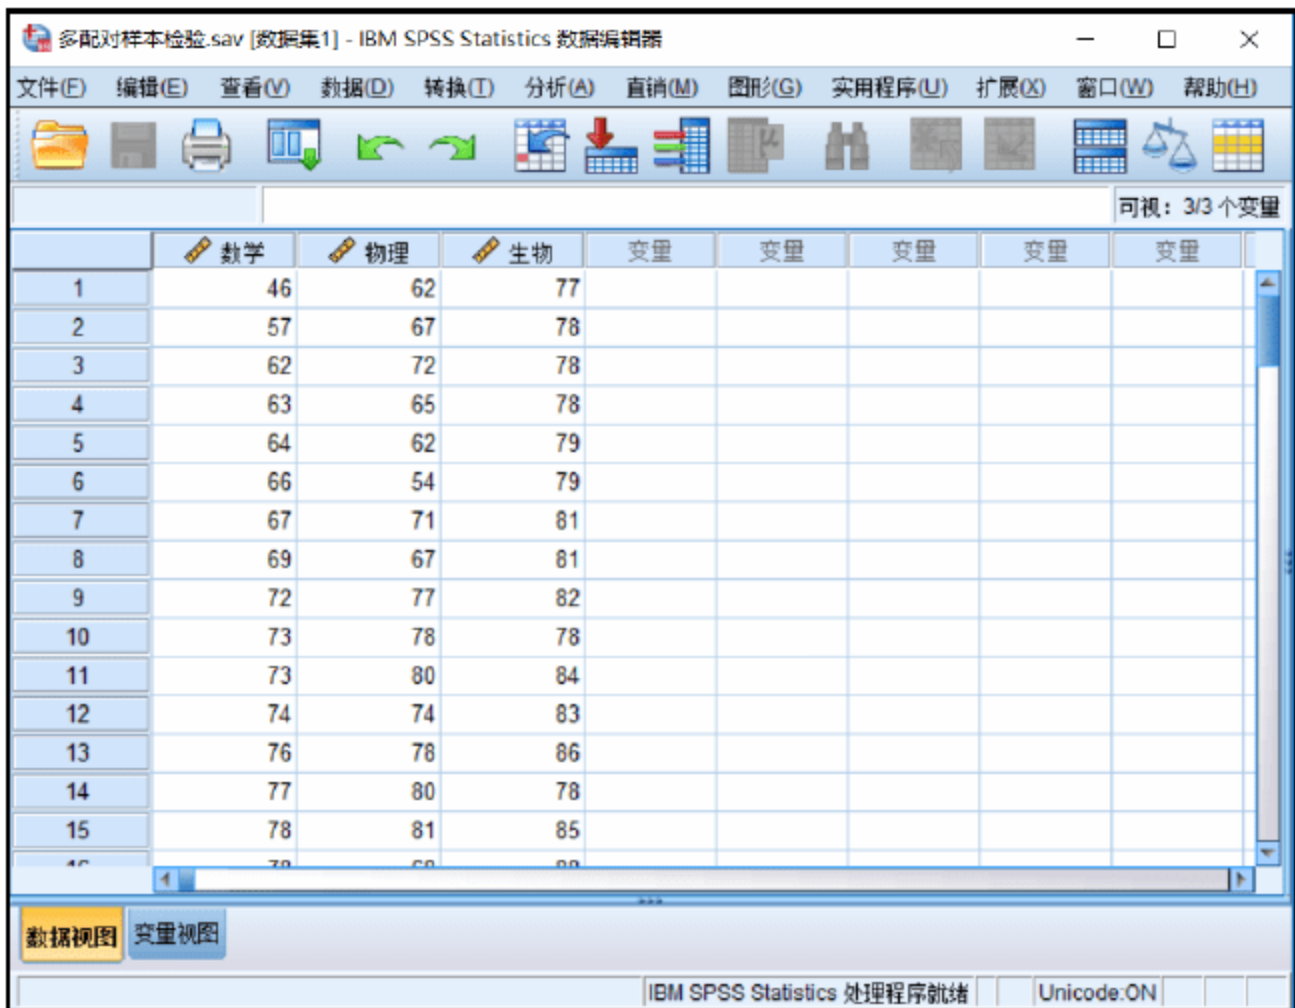 多配对样本检验.sav [数据集1] - IBM SPSS Statistics 数据编辑器
文件(F) 编辑(E) 查看(V) 数据(D) 转换(T) 分析(A) 直销(M) 图形(G) 实用程序(U) 扩展(X) 窗口(W) 帮助(H)
可视: 3/3 个变量
数学 物理 生物 变量 变量 变量 变量 变量
1 46 62 77
2 57 67 78
3 62 72 78
4 63 65 78
5 64 62 79
6 66 54 79
7 67 71 81
8 69 67 81
9 72 77 82
10 73 78 78
11 73 80 84
12 74 74 83
13 76 78 86
14 77 80 78
15 78 81 85
数据视图 变量视图
IBM SPSS Statistics 处理程序就绪 Unicode:ON